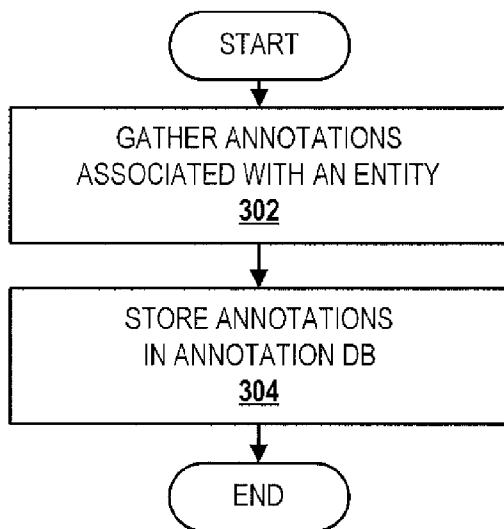 START
GATHER ANNOTATIONS
ASSOCIATED WITH AN ENTITY
302
STORE ANNOTATIONS
IN ANNOTATION DB
304
END